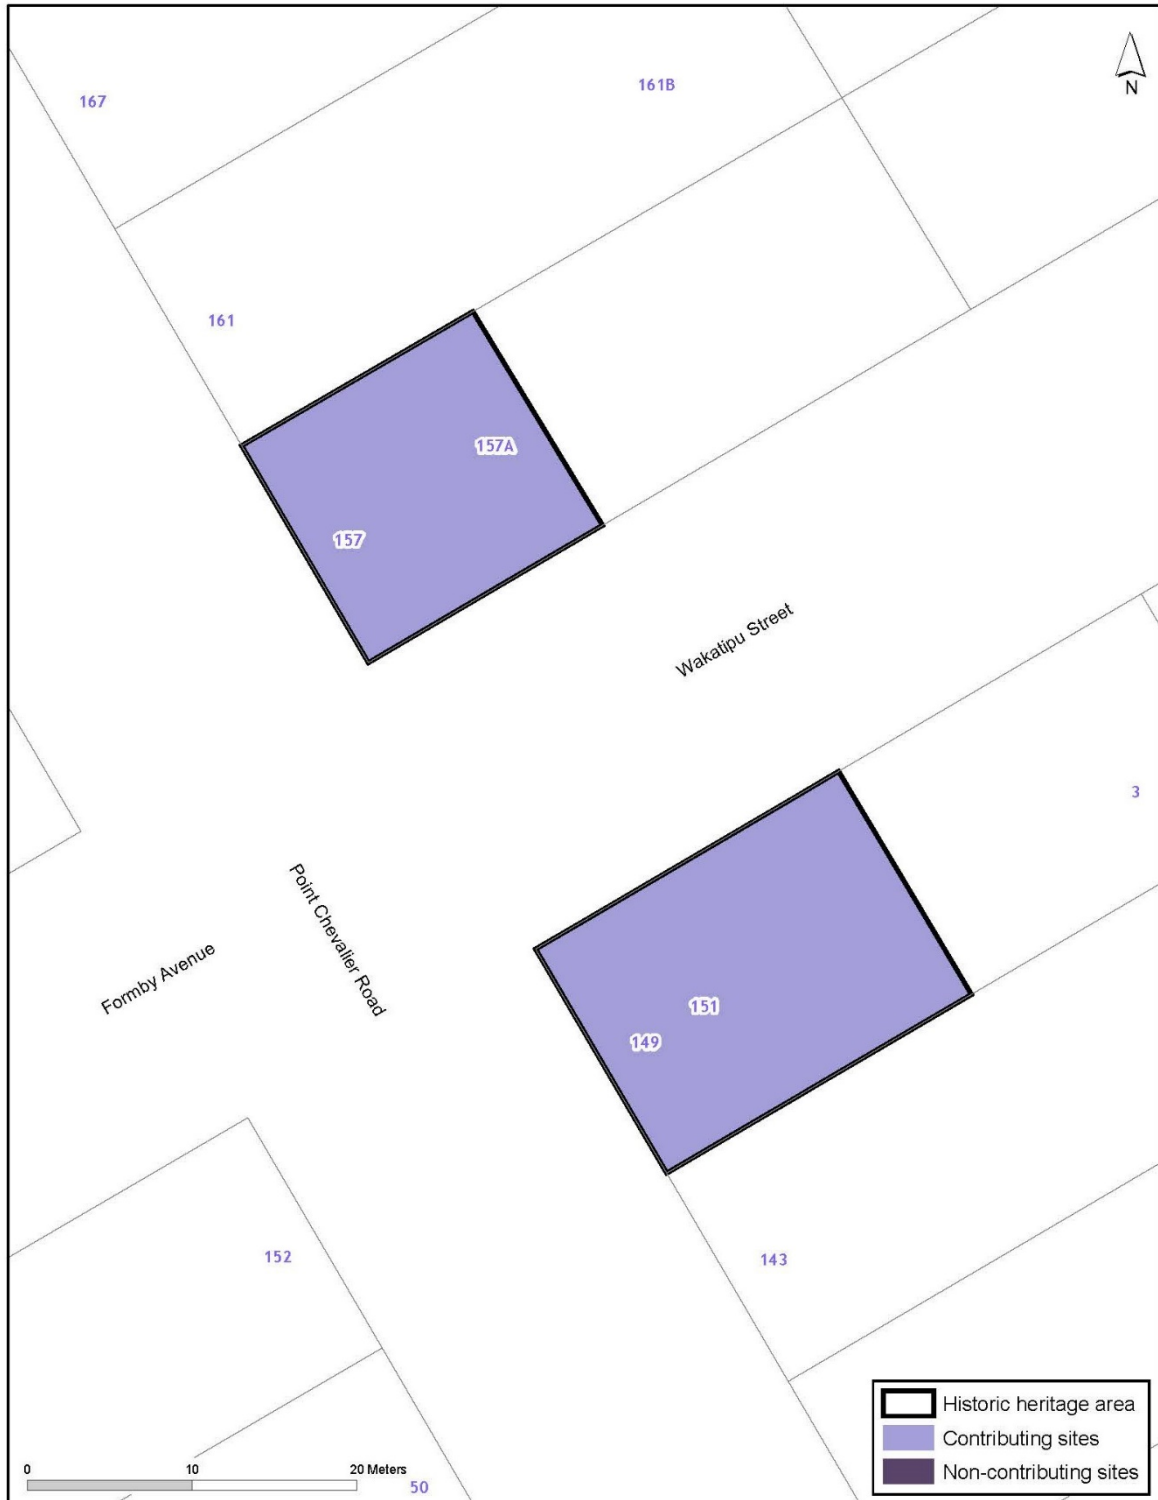 167
161B
N
161
157A
157
Wakatipu Street
3
Point Chevalier Road
Formby Avenue
151
149
152
143
Historic heritage area
Contributing sites
Non-contributing sites
0 10 20 Meters
50